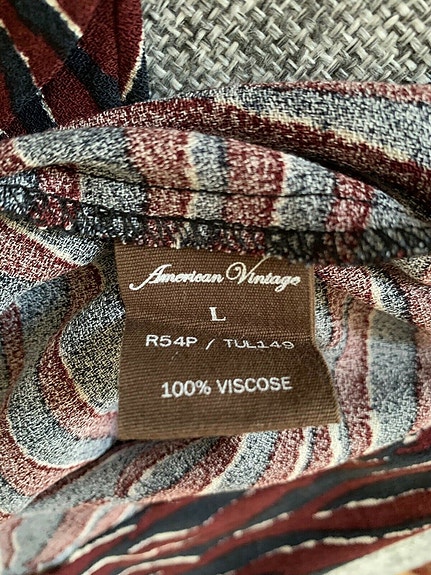 American Vintage
L
R54P / TUL149
100% VISCOSE